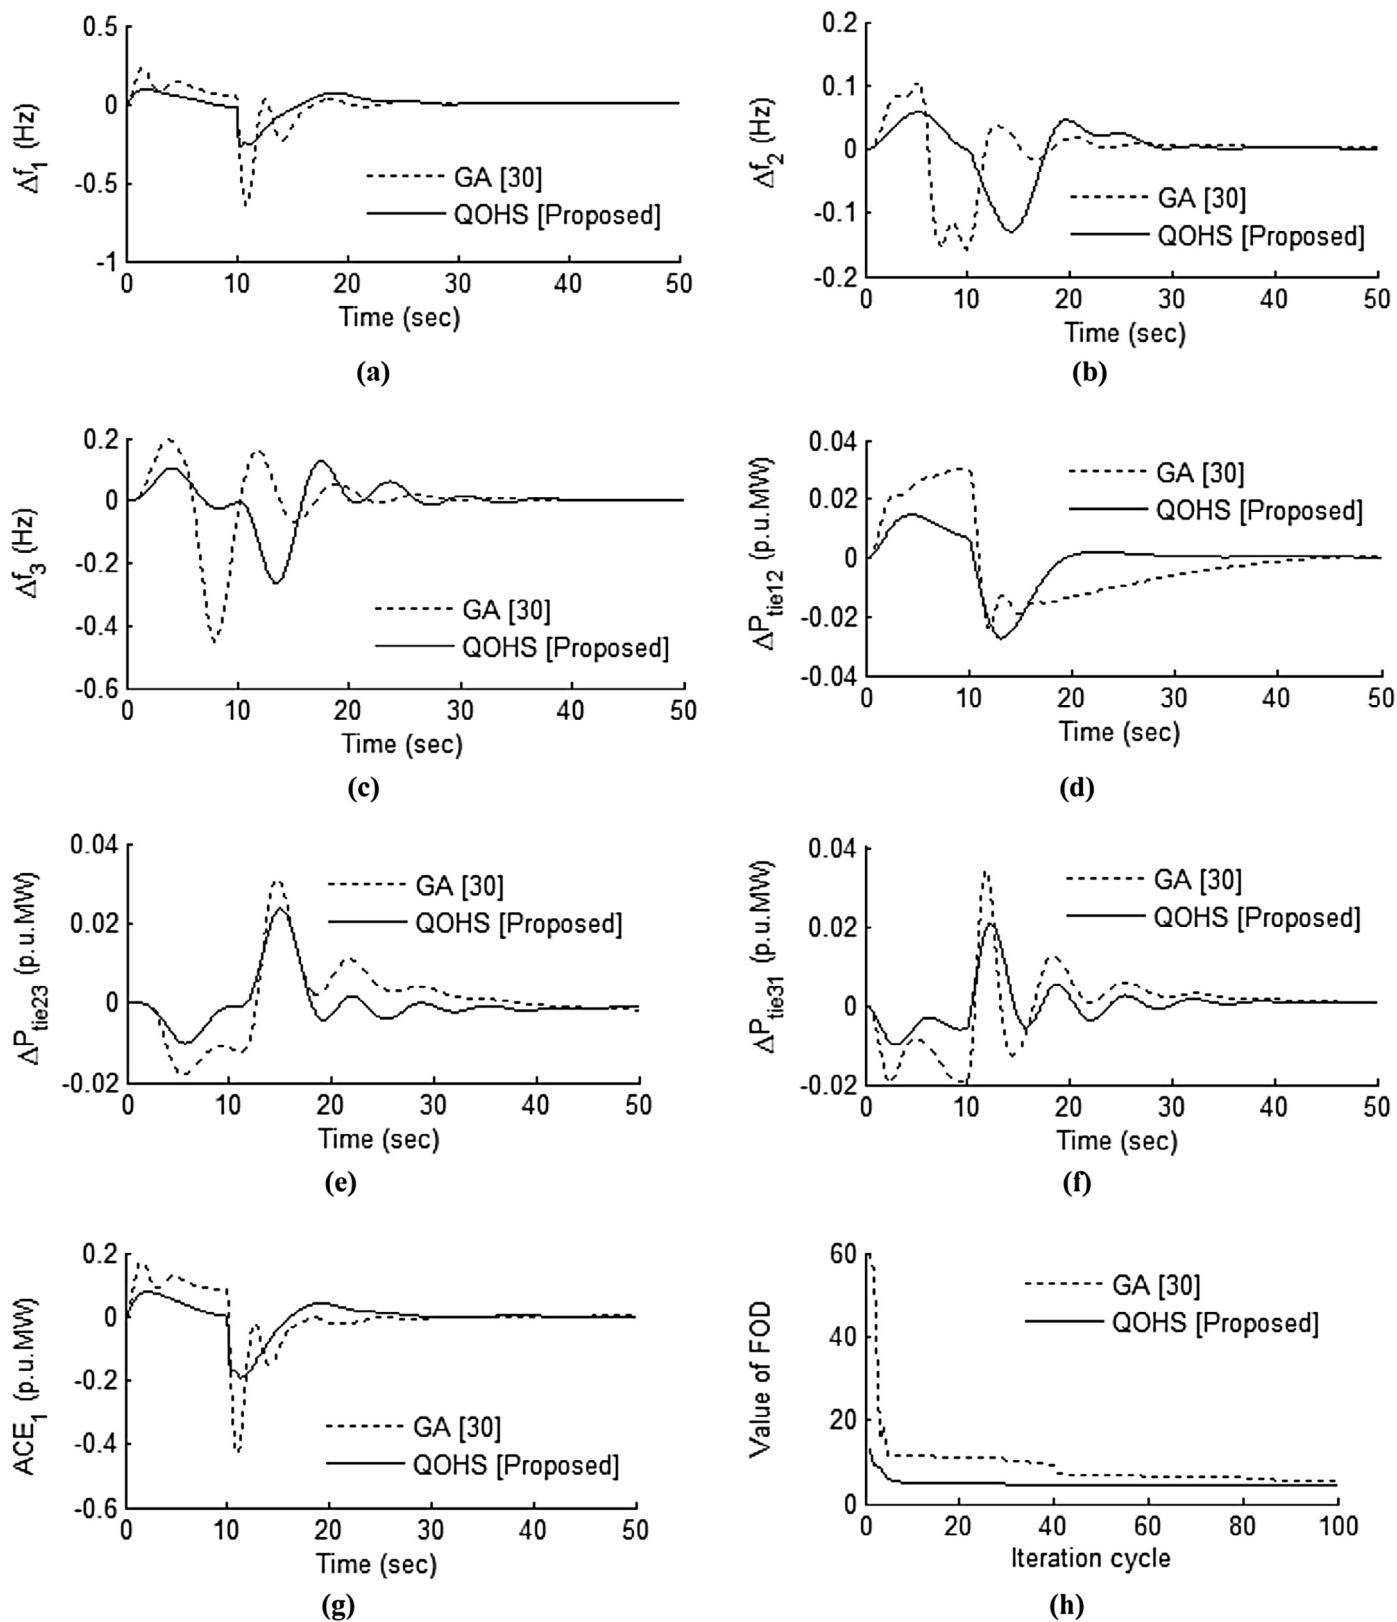 0.5
0
-0.5
-1
Δf1 (Hz)
GA [30]
QOHS [Proposed]
0 10 20 30 40 50
Time (sec)
(a)
0.2
0.1
0
-0.1
-0.2
Δf2 (Hz)
GA [30]
QOHS [Proposed]
0 10 20 30 40 50
Time (sec)
(b)
0.2
0
-0.2
-0.4
-0.6
Δf3 (Hz)
GA [30]
QOHS [Proposed]
0 10 20 30 40 50
Time (sec)
(c)
0.04
0.02
0
-0.02
-0.04
ΔPtie12 (p.u.MW)
GA [30]
QOHS [Proposed]
0 10 20 30 40 50
Time (sec)
(d)
0.04
0.02
0
-0.02
ΔPtie23 (p.u.MW)
GA [30]
QOHS [Proposed]
0 10 20 30 40 50
Time (sec)
(e)
0.04
0.02
0
-0.02
ΔPtie31 (p.u.MW)
GA [30]
QOHS [Proposed]
0 10 20 30 40 50
Time (sec)
(f)
0.2
0
-0.2
-0.4
-0.6
ACE1 (p.u.MW)
GA [30]
QOHS [Proposed]
0 10 20 30 40 50
Time (sec)
(g)
60
40
20
0
Value of FOD
GA [30]
QOHS [Proposed]
0 20 40 60 80 100
Iteration cycle
(h)